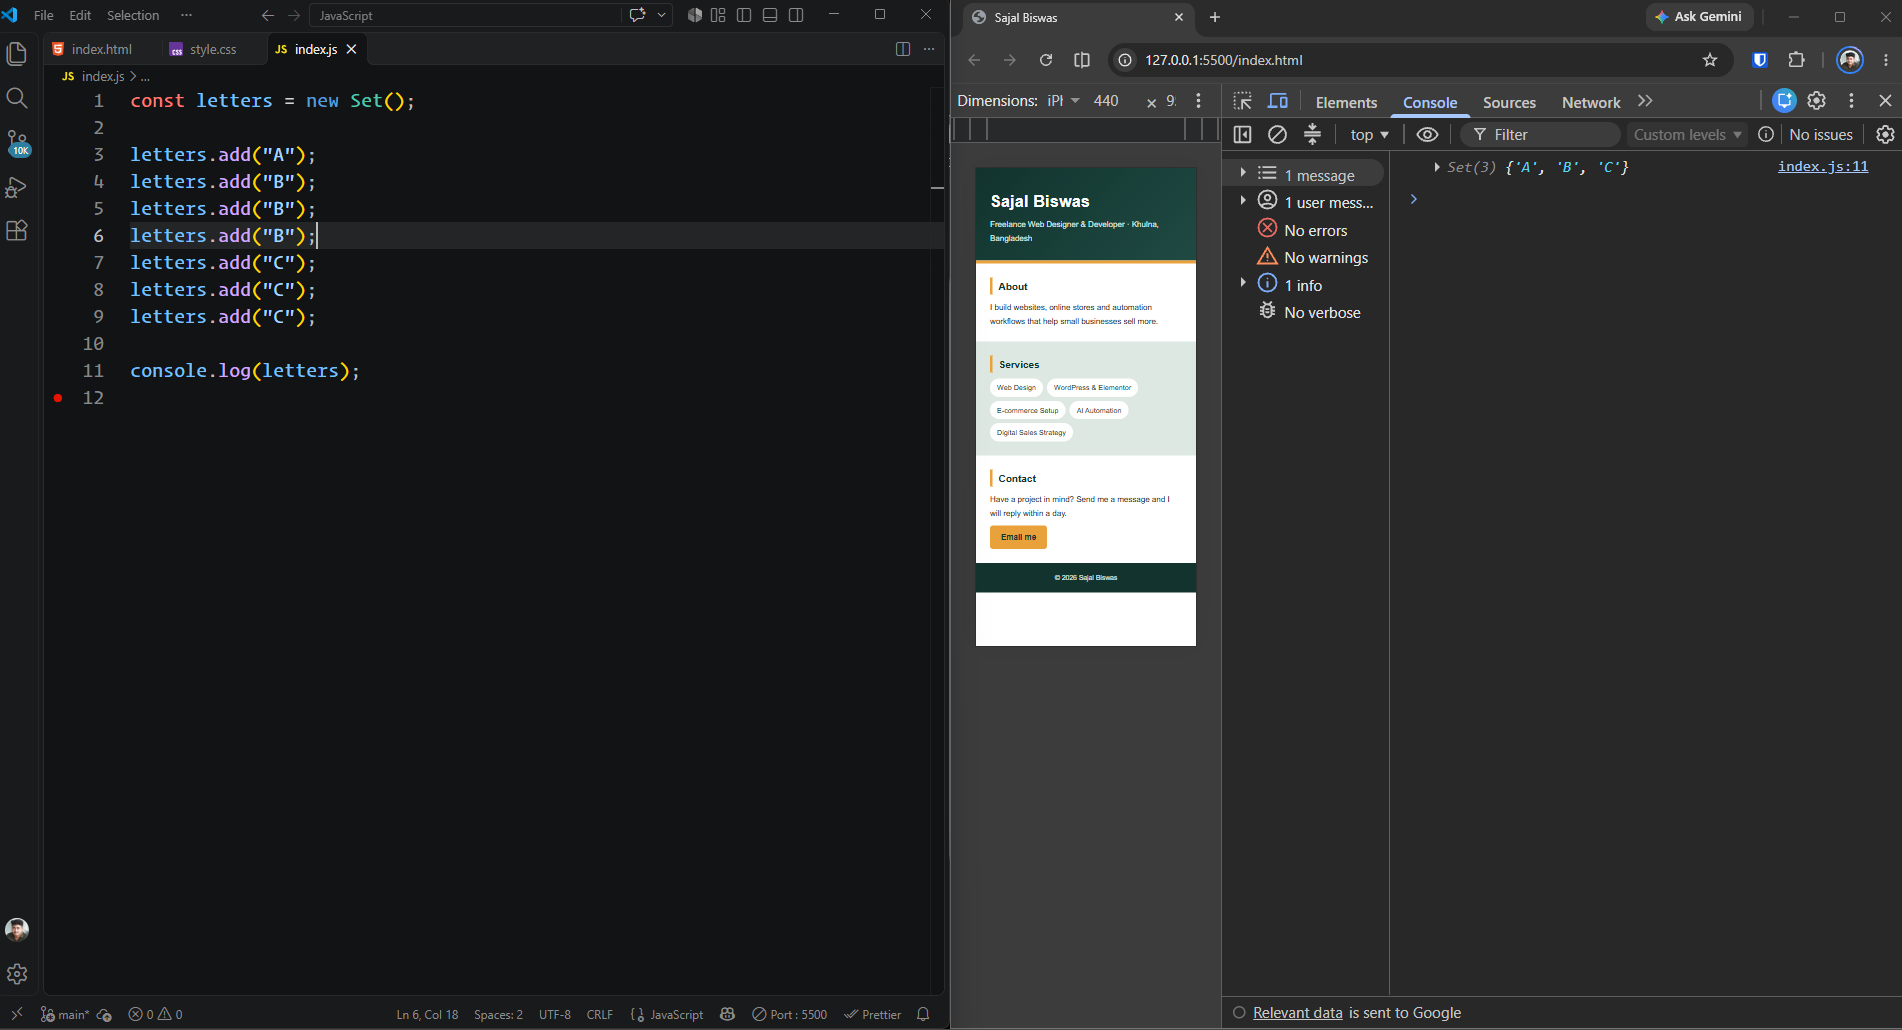 File Edit Selection ··· JavaScript
index.html style.css JS index.js
JS index.js > ...
1 const letters = new Set();
2
3 letters.add("A");
4 letters.add("B");
5 letters.add("B");
6 letters.add("B");
7 letters.add("C");
8 letters.add("C");
9 letters.add("C");
10
11 console.log(letters);
12
10K
main* 0 0 Ln 6, Col 18 Spaces: 2 UTF-8 CRLF {} JavaScript Port : 5500 Prettier
Sajal Biswas
Ask Gemini
127.0.0.1:5500/index.html
Dimensions: iPh 440 × 9
Elements Console Sources Network
top Filter Custom levels No issues
1 message
1 user mess...
No errors
No warnings
1 info
No verbose
Set(3) {'A', 'B', 'C'} index.js:11
Sajal Biswas
Freelance Web Designer & Developer · Khulna,
Bangladesh
About
I build websites, online stores and automation
workflows that help small businesses sell more.
Services
Web Design WordPress & Elementor
E-commerce Setup AI Automation
Digital Sales Strategy
Contact
Have a project in mind? Send me a message and I
will reply within a day.
Email me
© 2026 Sajal Biswas
Relevant data is sent to Google